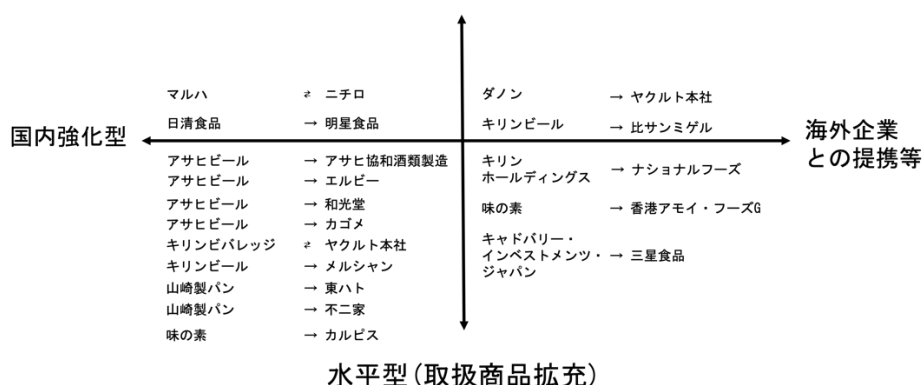 マルハ ⇄ ニチロ
日清食品 → 明星食品
ダノン → ヤクルト本社
キリンビール → 比サンミゲル
国内強化型
海外企業
との提携等
アサヒビール → アサヒ協和酒類製造
アサヒビール → エルビー
アサヒビール → 和光堂
アサヒビール → カゴメ
キリンビバレッジ ⇄ ヤクルト本社
キリンビール → メルシャン
山崎製パン → 東ハト
山崎製パン → 不二家
味の素 → カルピス
キリン
ホールディングス → ナショナルフーズ
味の素 → 香港アモイ・フーズG
キャドバリー・
インベストメンツ・ → 三星食品
ジャパン
水平型(取扱商品拡充)